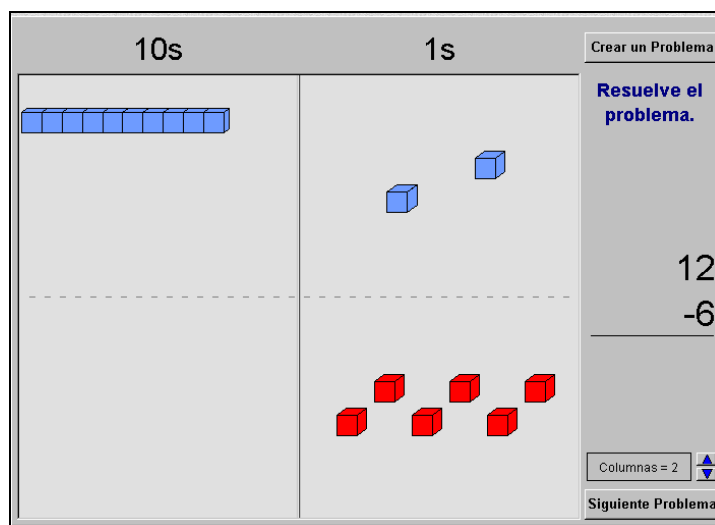 10s
1s
Crear un Problema
Resuelve el
problema.
12
-6
Columnas = 2
Siguiente Problema